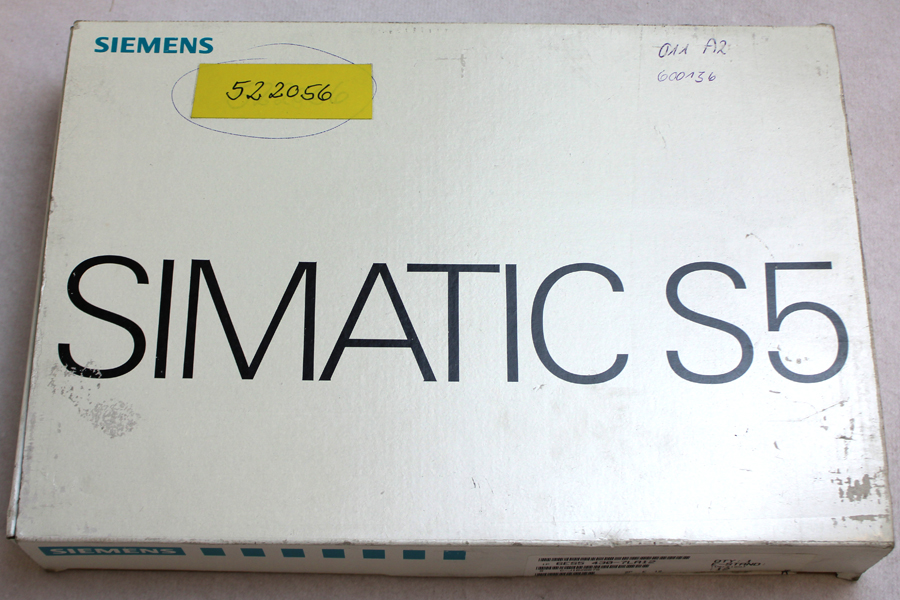 SIEMENS
522056
011 A2
600136
SIMATIC S5
SIEMENS